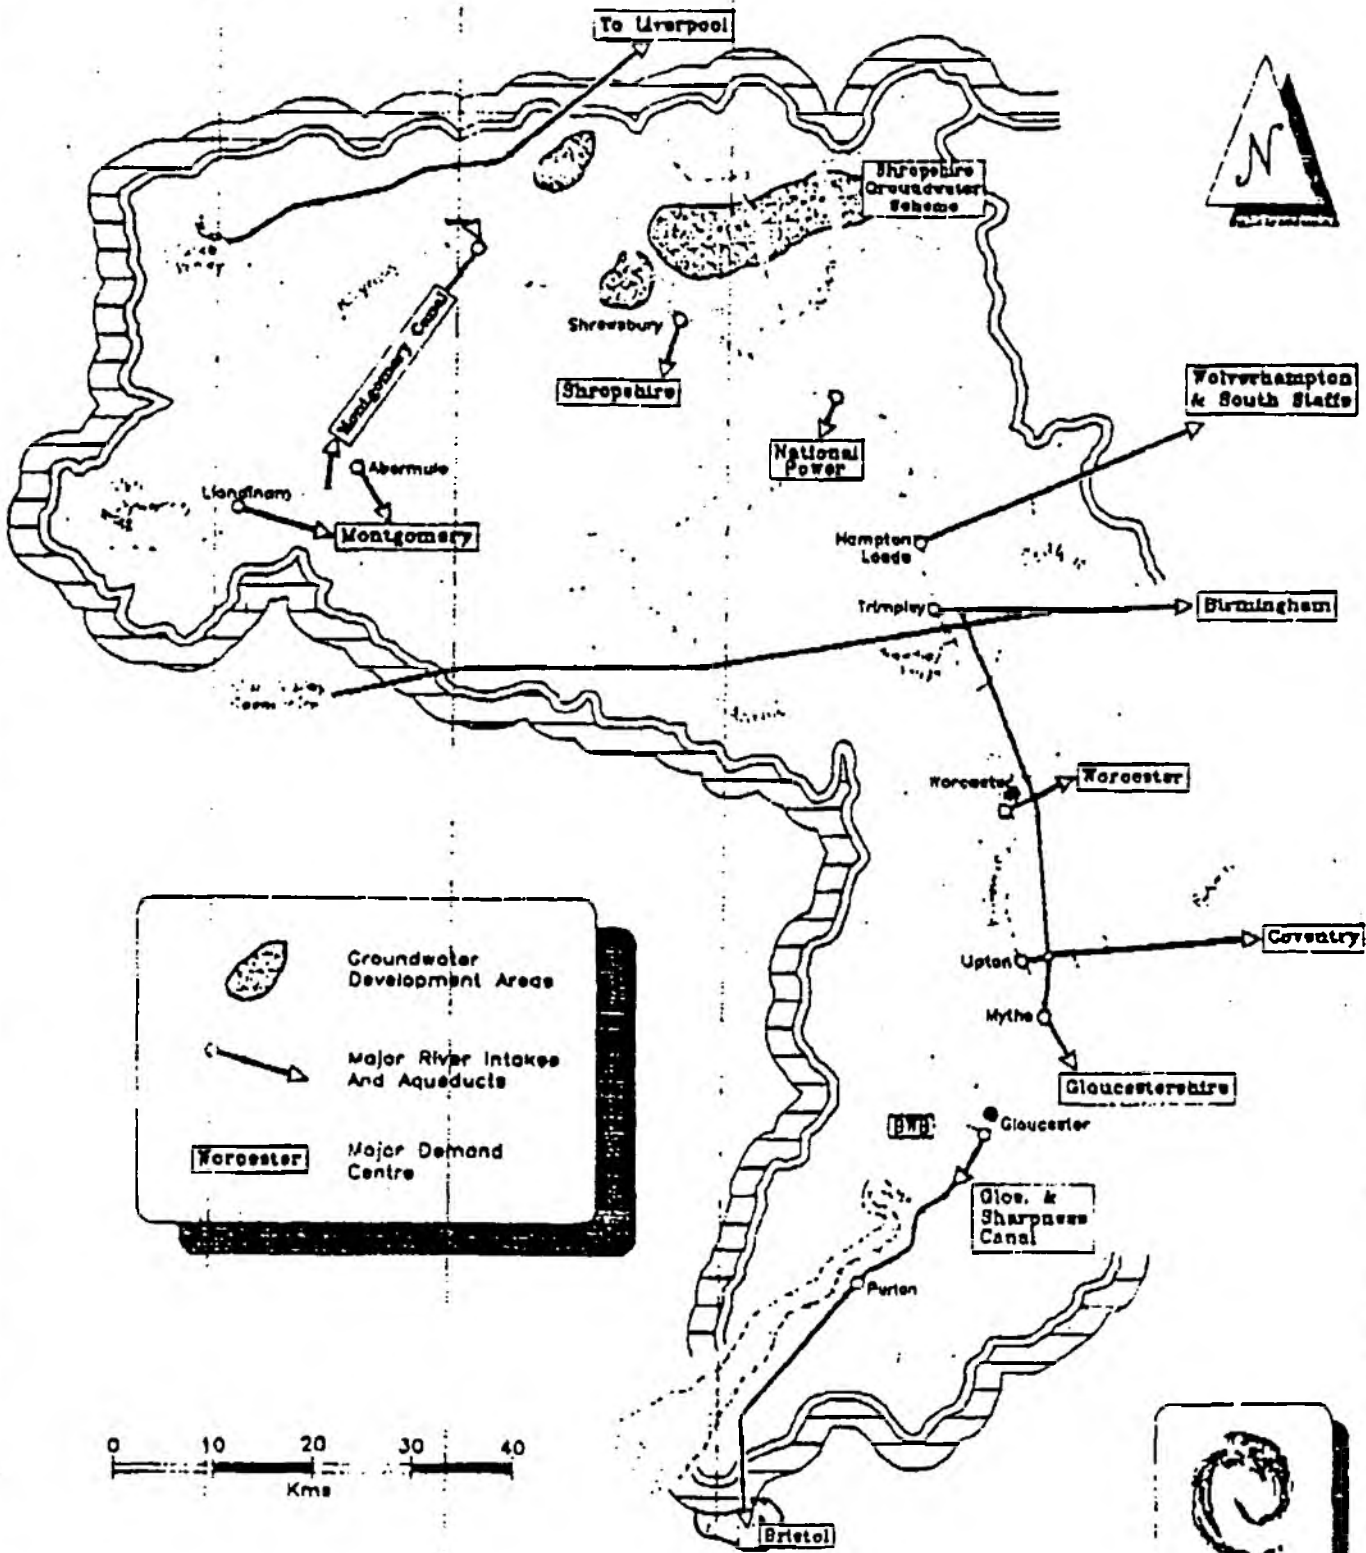 To Liverpool
N
Shropshire
Groundwater
Scheme
Montgomery Canal
Shrewsbury
Shropshire
Wolverhampton
& South Staffs
National
Power
Abermule
Llandinam
Montgomery
Hampton
Loade
Trimpley
Birmingham
Worcester
Worcester
Coventry
Upton
Mythe
Gloucestershire
BWB
Gloucester
Glos. &
Sharpness
Canal
Purton
Bristol
Groundwater
Development Areas
Major River Intakes
And Aqueducts
Worcester
Major Demand
Centre
0 10 20 30 40
Kms